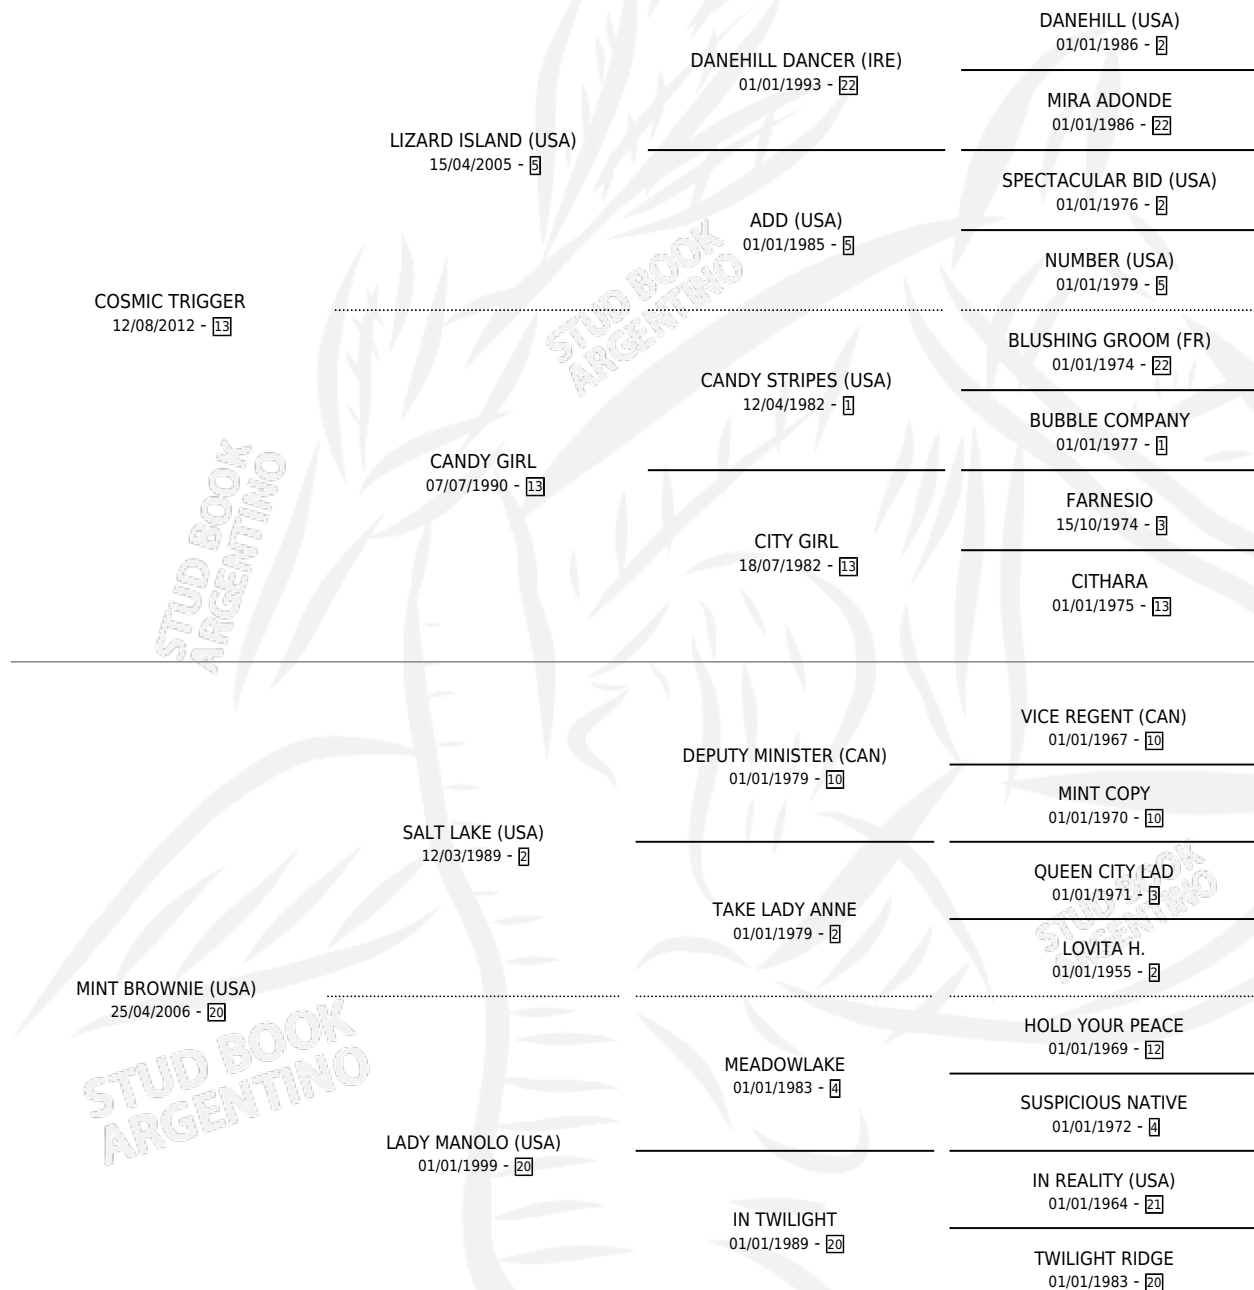 DANEHILL (USA)
01/01/1986 - 2
DANEHILL DANCER (IRE)
01/01/1993 - 22
MIRA ADONDE
01/01/1986 - 22
LIZARD ISLAND (USA)
15/04/2005 - 5
SPECTACULAR BID (USA)
01/01/1976 - 2
ADD (USA)
01/01/1985 - 5
NUMBER (USA)
01/01/1979 - 5
COSMIC TRIGGER
12/08/2012 - 13
STUD BOOK
ARGENTINO
BLUSHING GROOM (FR)
01/01/1974 - 22
CANDY STRIPES (USA)
12/04/1982 - 1
BUBBLE COMPANY
01/01/1977 - 1
CANDY GIRL
07/07/1990 - 13
FARNESIO
15/10/1974 - 3
CITY GIRL
18/07/1982 - 13
CITHARA
01/01/1975 - 13
STUD BOOK
ARGENTINO
VICE REGENT (CAN)
01/01/1967 - 10
DEPUTY MINISTER (CAN)
01/01/1979 - 10
MINT COPY
01/01/1970 - 10
SALT LAKE (USA)
12/03/1989 - 2
QUEEN CITY LAD
01/01/1971 - 3
TAKE LADY ANNE
01/01/1979 - 2
LOVITA H.
01/01/1955 - 2
STUD BOOK
ARGENTINO
MINT BROWNIE (USA)
25/04/2006 - 20
STUD BOOK
ARGENTINO
HOLD YOUR PEACE
01/01/1969 - 12
MEADOWLAKE
01/01/1983 - 4
SUSPICIOUS NATIVE
01/01/1972 - 4
LADY MANOLO (USA)
01/01/1999 - 20
IN REALITY (USA)
01/01/1964 - 21
IN TWILIGHT
01/01/1989 - 20
TWILIGHT RIDGE
01/01/1983 - 20